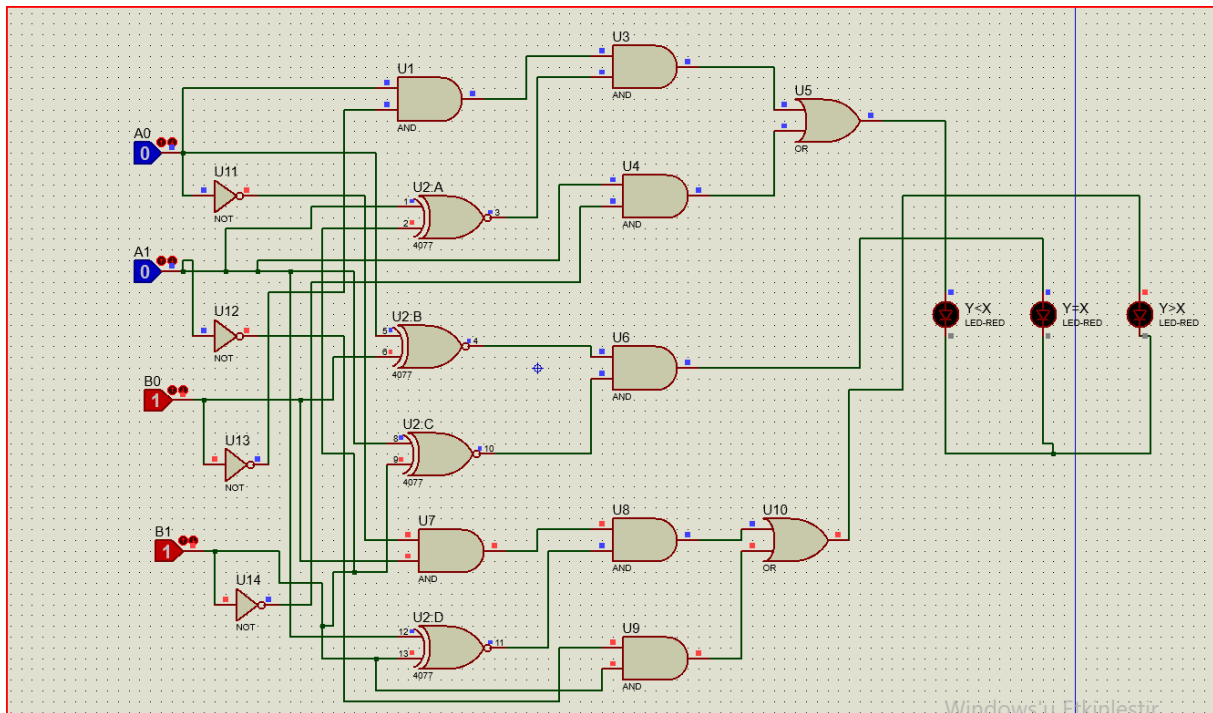 U3
U1
AND
U5
AND
OR
A0
0
U11
NOT
U4
AND
U2:A
1
2
3
4077
A1
0
U12
NOT
U2:B
5
6
4
4077
U6
AND
Y<X
LED-RED
Y=X
LED-RED
Y>X
LED-RED
B0
1
U13
NOT
U2:C
8
9
10
4077
B1
1
U14
NOT
U7
AND
U8
AND
U10
OR
U2:D
12
13
11
4077
U9
AND
Windows'u Etkinleştir